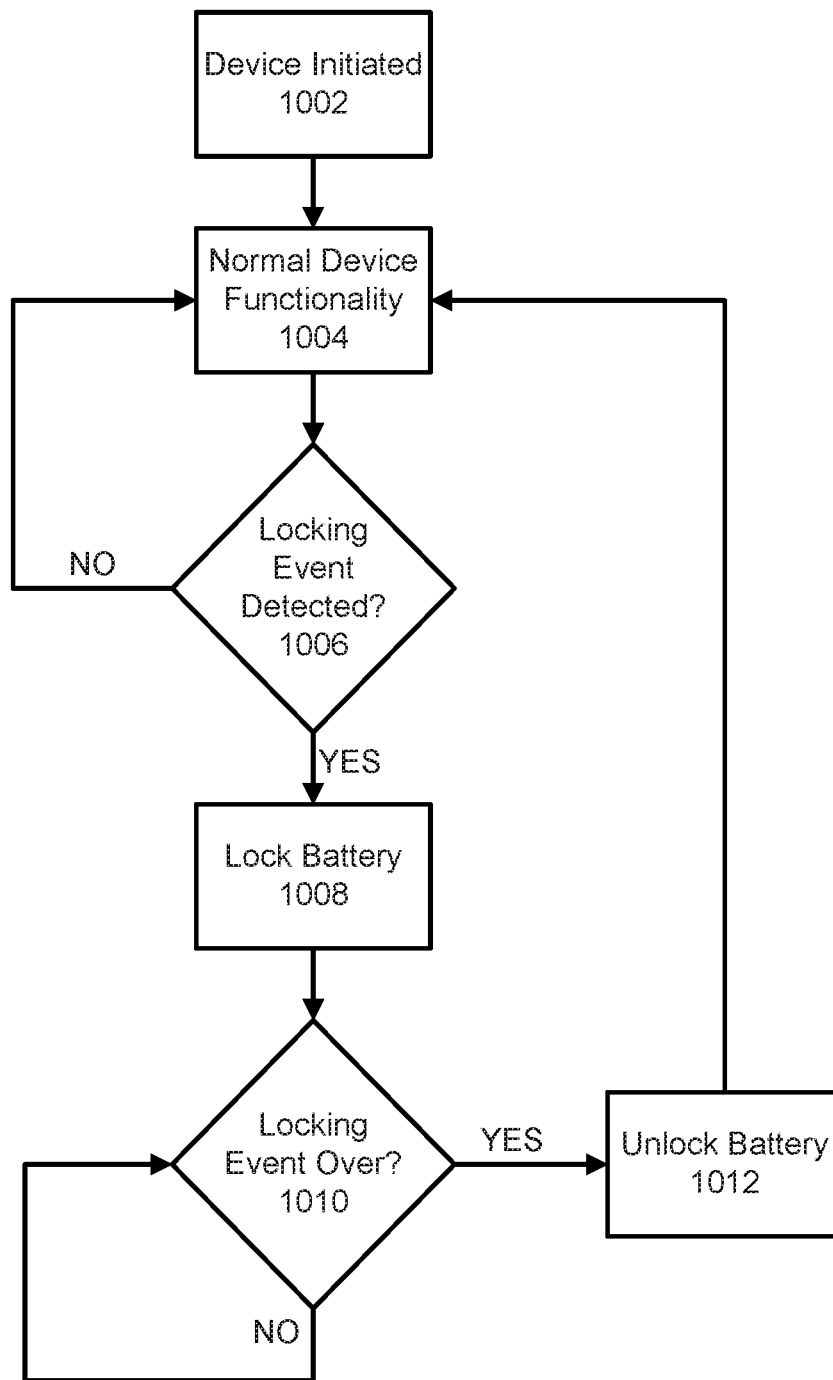 Device Initiated
1002
Normal Device
Functionality
1004
Locking
Event
Detected?
1006
NO
YES
Lock Battery
1008
Locking
Event Over?
1010
YES
Unlock Battery
1012
NO